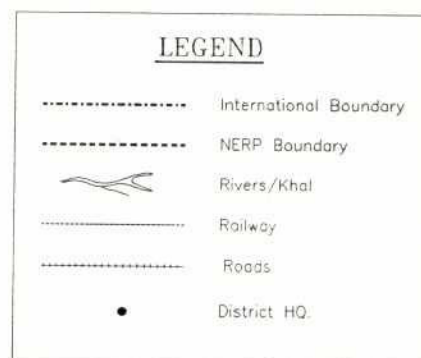 LEGEND
International Boundary
NERP Boundary
Rivers/Khal
Railway
Roads
District HQ.